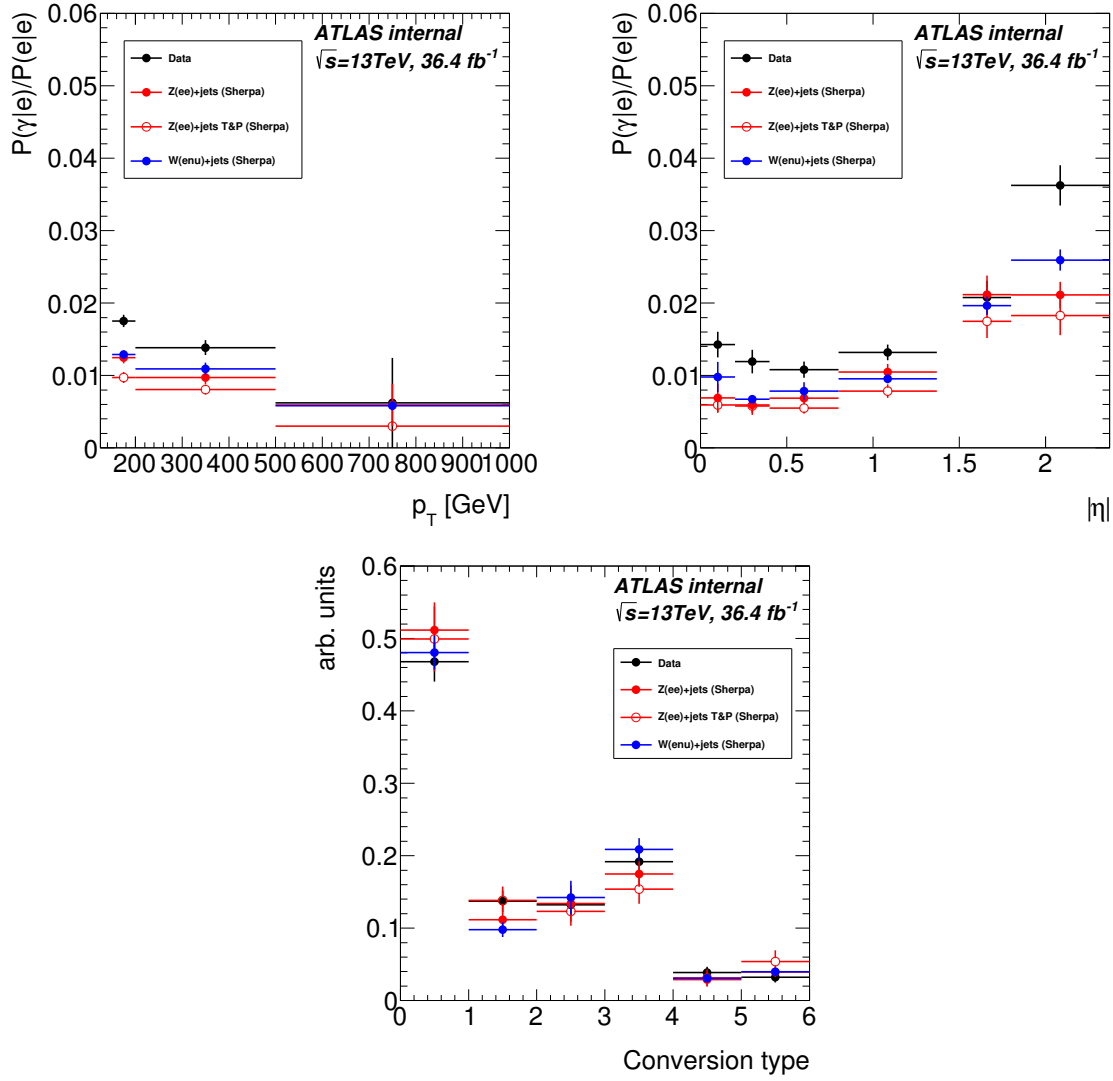 P(γ|e)/P(e|e)
0.06
0.05
0.04
0.03
0.02
0.01
0
ATLAS internal
√s=13TeV, 36.4 fb⁻¹
Data
Z(ee)+jets (Sherpa)
Z(ee)+jets T&P (Sherpa)
W(enu)+jets (Sherpa)
200 300 400 500 600 700 800 900 1000
p_T [GeV]
P(γ|e)/P(e|e)
0.06
0.05
0.04
0.03
0.02
0.01
0
ATLAS internal
√s=13TeV, 36.4 fb⁻¹
Data
Z(ee)+jets (Sherpa)
Z(ee)+jets T&P (Sherpa)
W(enu)+jets (Sherpa)
0 0.5 1 1.5 2
|η|
arb. units
0.6
0.5
0.4
0.3
0.2
0.1
0
ATLAS internal
√s=13TeV, 36.4 fb⁻¹
Data
Z(ee)+jets (Sherpa)
Z(ee)+jets T&P (Sherpa)
W(enu)+jets (Sherpa)
0 1 2 3 4 5 6
Conversion type